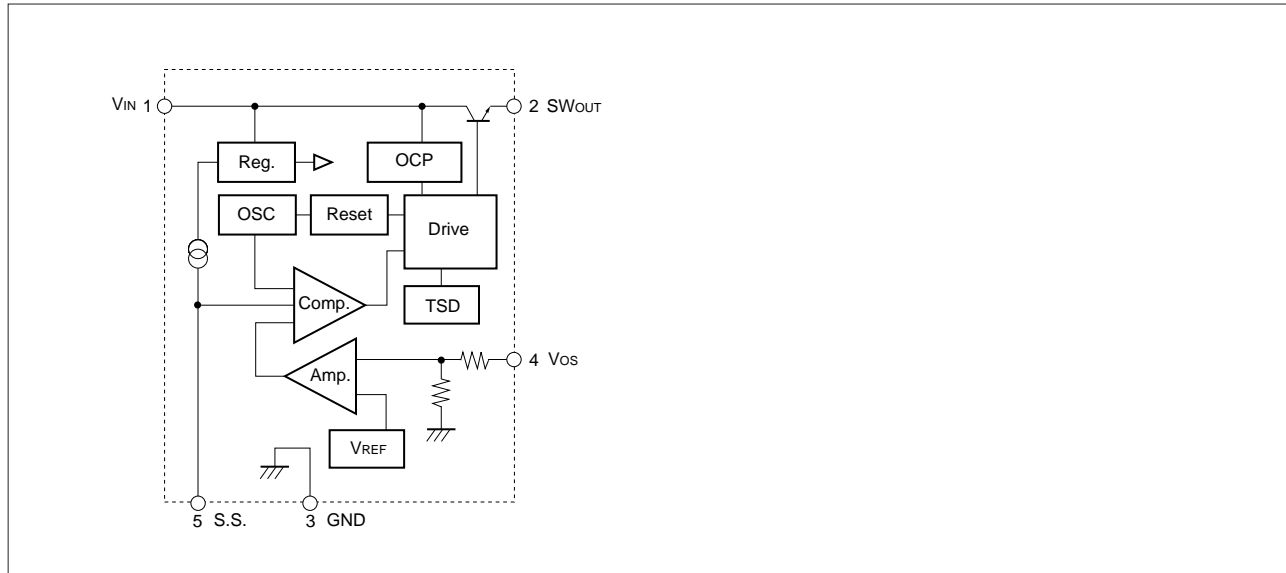 VIN 1
2 SWOUT
Reg.
OCP
OSC
Reset
Drive
Comp.
TSD
4 VOS
Amp.
VREF
5 S.S.
3 GND